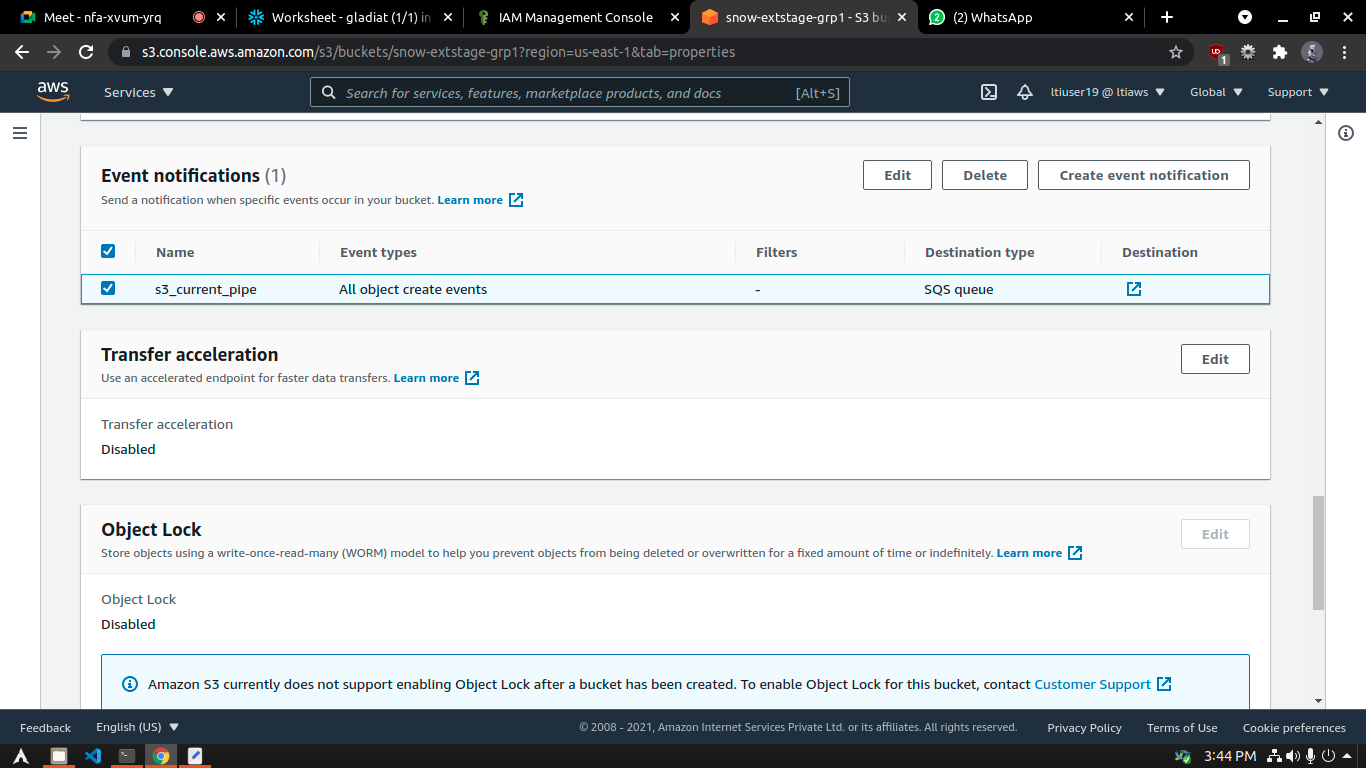 Meet - nfa-xvum-yrq
Worksheet - gladiat (1/1) in
IAM Management Console
snow-extstage-grp1 - S3 bu
2
(2) WhatsApp
s3.console.aws.amazon.com/s3/buckets/snow-extstage-grp1?region=us-east-1&tab=properties
1
aws
Services
Search for services, features, marketplace products, and docs
[Alt+S]
ltiuser19 @ ltiaws
Global
Support
Event notifications (1)
Edit
Delete
Create event notification
Send a notification when specific events occur in your bucket. Learn more
Name
Event types
Filters
Destination type
Destination
s3_current_pipe
All object create events
-
SQS queue
Transfer acceleration
Edit
Use an accelerated endpoint for faster data transfers. Learn more
Transfer acceleration
Disabled
Object Lock
Edit
Store objects using a write-once-read-many (WORM) model to help you prevent objects from being deleted or overwritten for a fixed amount of time or indefinitely. Learn more
Object Lock
Disabled
Amazon S3 currently does not support enabling Object Lock after a bucket has been created. To enable Object Lock for this bucket, contact Customer Support
Feedback
English (US)
© 2008 - 2021, Amazon Internet Services Private Ltd. or its affiliates. All rights reserved.
Privacy Policy
Terms of Use
Cookie preferences
3:44 PM